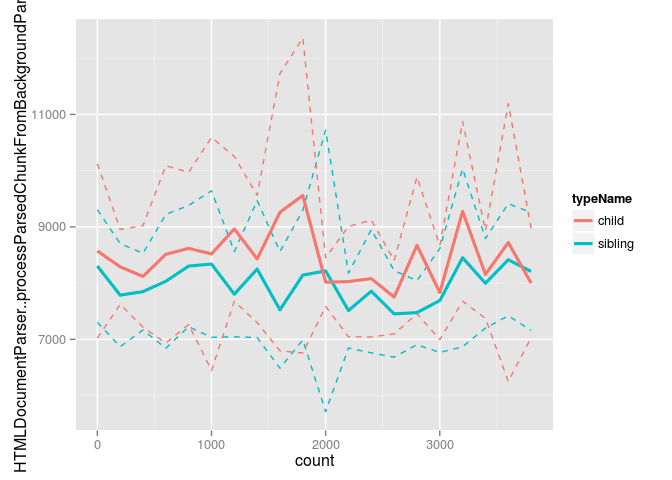 HTMLDocumentParser..processParsedChunkFromBackgroundPar
11000
9000
7000
0
1000
2000
3000
count
typeName
child
sibling